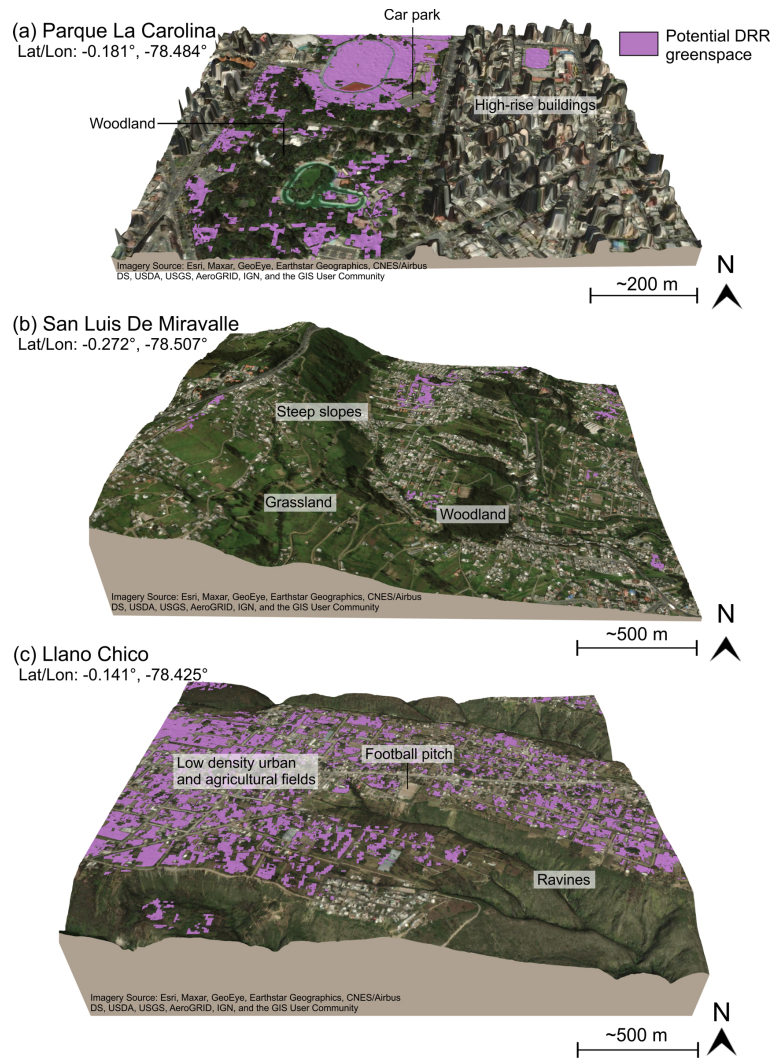 (a) Parque La Carolina
Lat/Lon: -0.181°, -78.484°
Car park
Potential DRR
greenspace
High-rise buildings
Woodland
Imagery Source: Esri, Maxar, GeoEye, Earthstar Geographics, CNES/Airbus
DS, USDA, USGS, AeroGRID, IGN, and the GIS User Community
~200 m
N
(b) San Luis De Miravalle
Lat/Lon: -0.272°, -78.507°
Steep slopes
Grassland
Woodland
Imagery Source: Esri, Maxar, GeoEye, Earthstar Geographics, CNES/Airbus
DS, USDA, USGS, AeroGRID, IGN, and the GIS User Community
~500 m
N
(c) Llano Chico
Lat/Lon: -0.141°, -78.425°
Football pitch
Low density urban
and agricultural fields
Ravines
Imagery Source: Esri, Maxar, GeoEye, Earthstar Geographics, CNES/Airbus
DS, USDA, USGS, AeroGRID, IGN, and the GIS User Community
~500 m
N